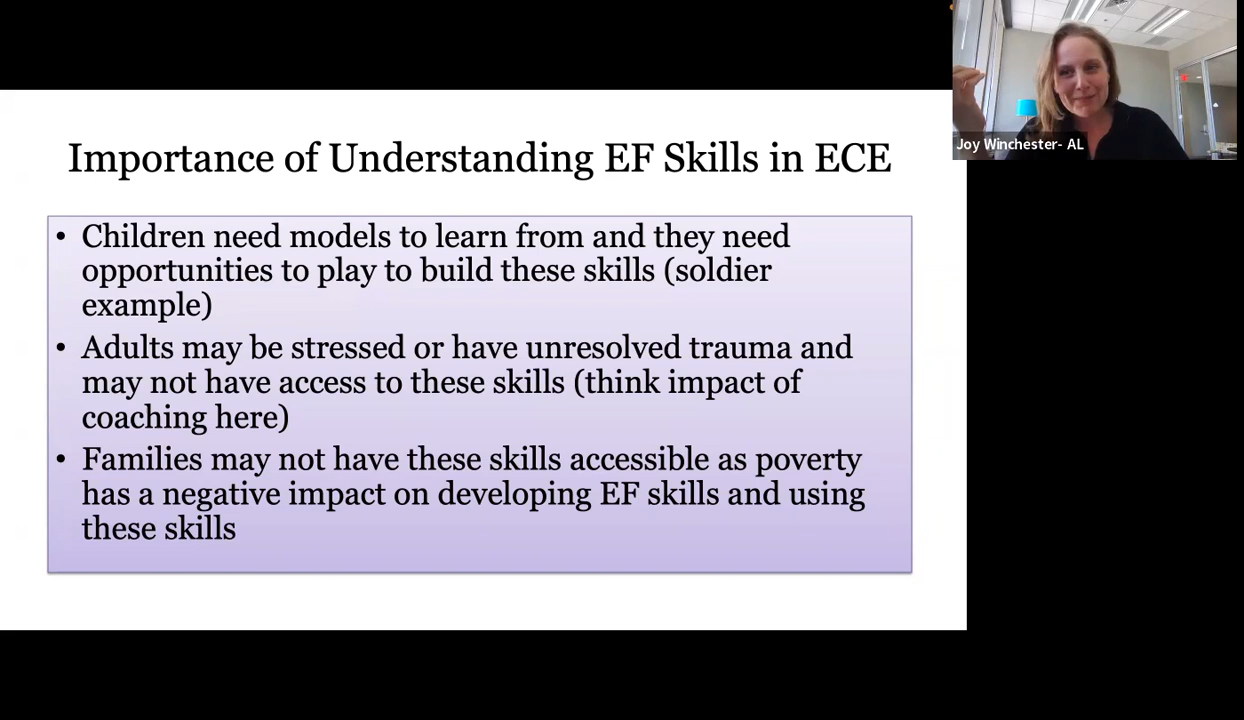 Joy Winchester- AL
Importance of Understanding EF Skills in ECE
• Children need models to learn from and they need
opportunities to play to build these skills (soldier
example)
• Adults may be stressed or have unresolved trauma and
may not have access to these skills (think impact of
coaching here)
• Families may not have these skills accessible as poverty
has a negative impact on developing EF skills and using
these skills